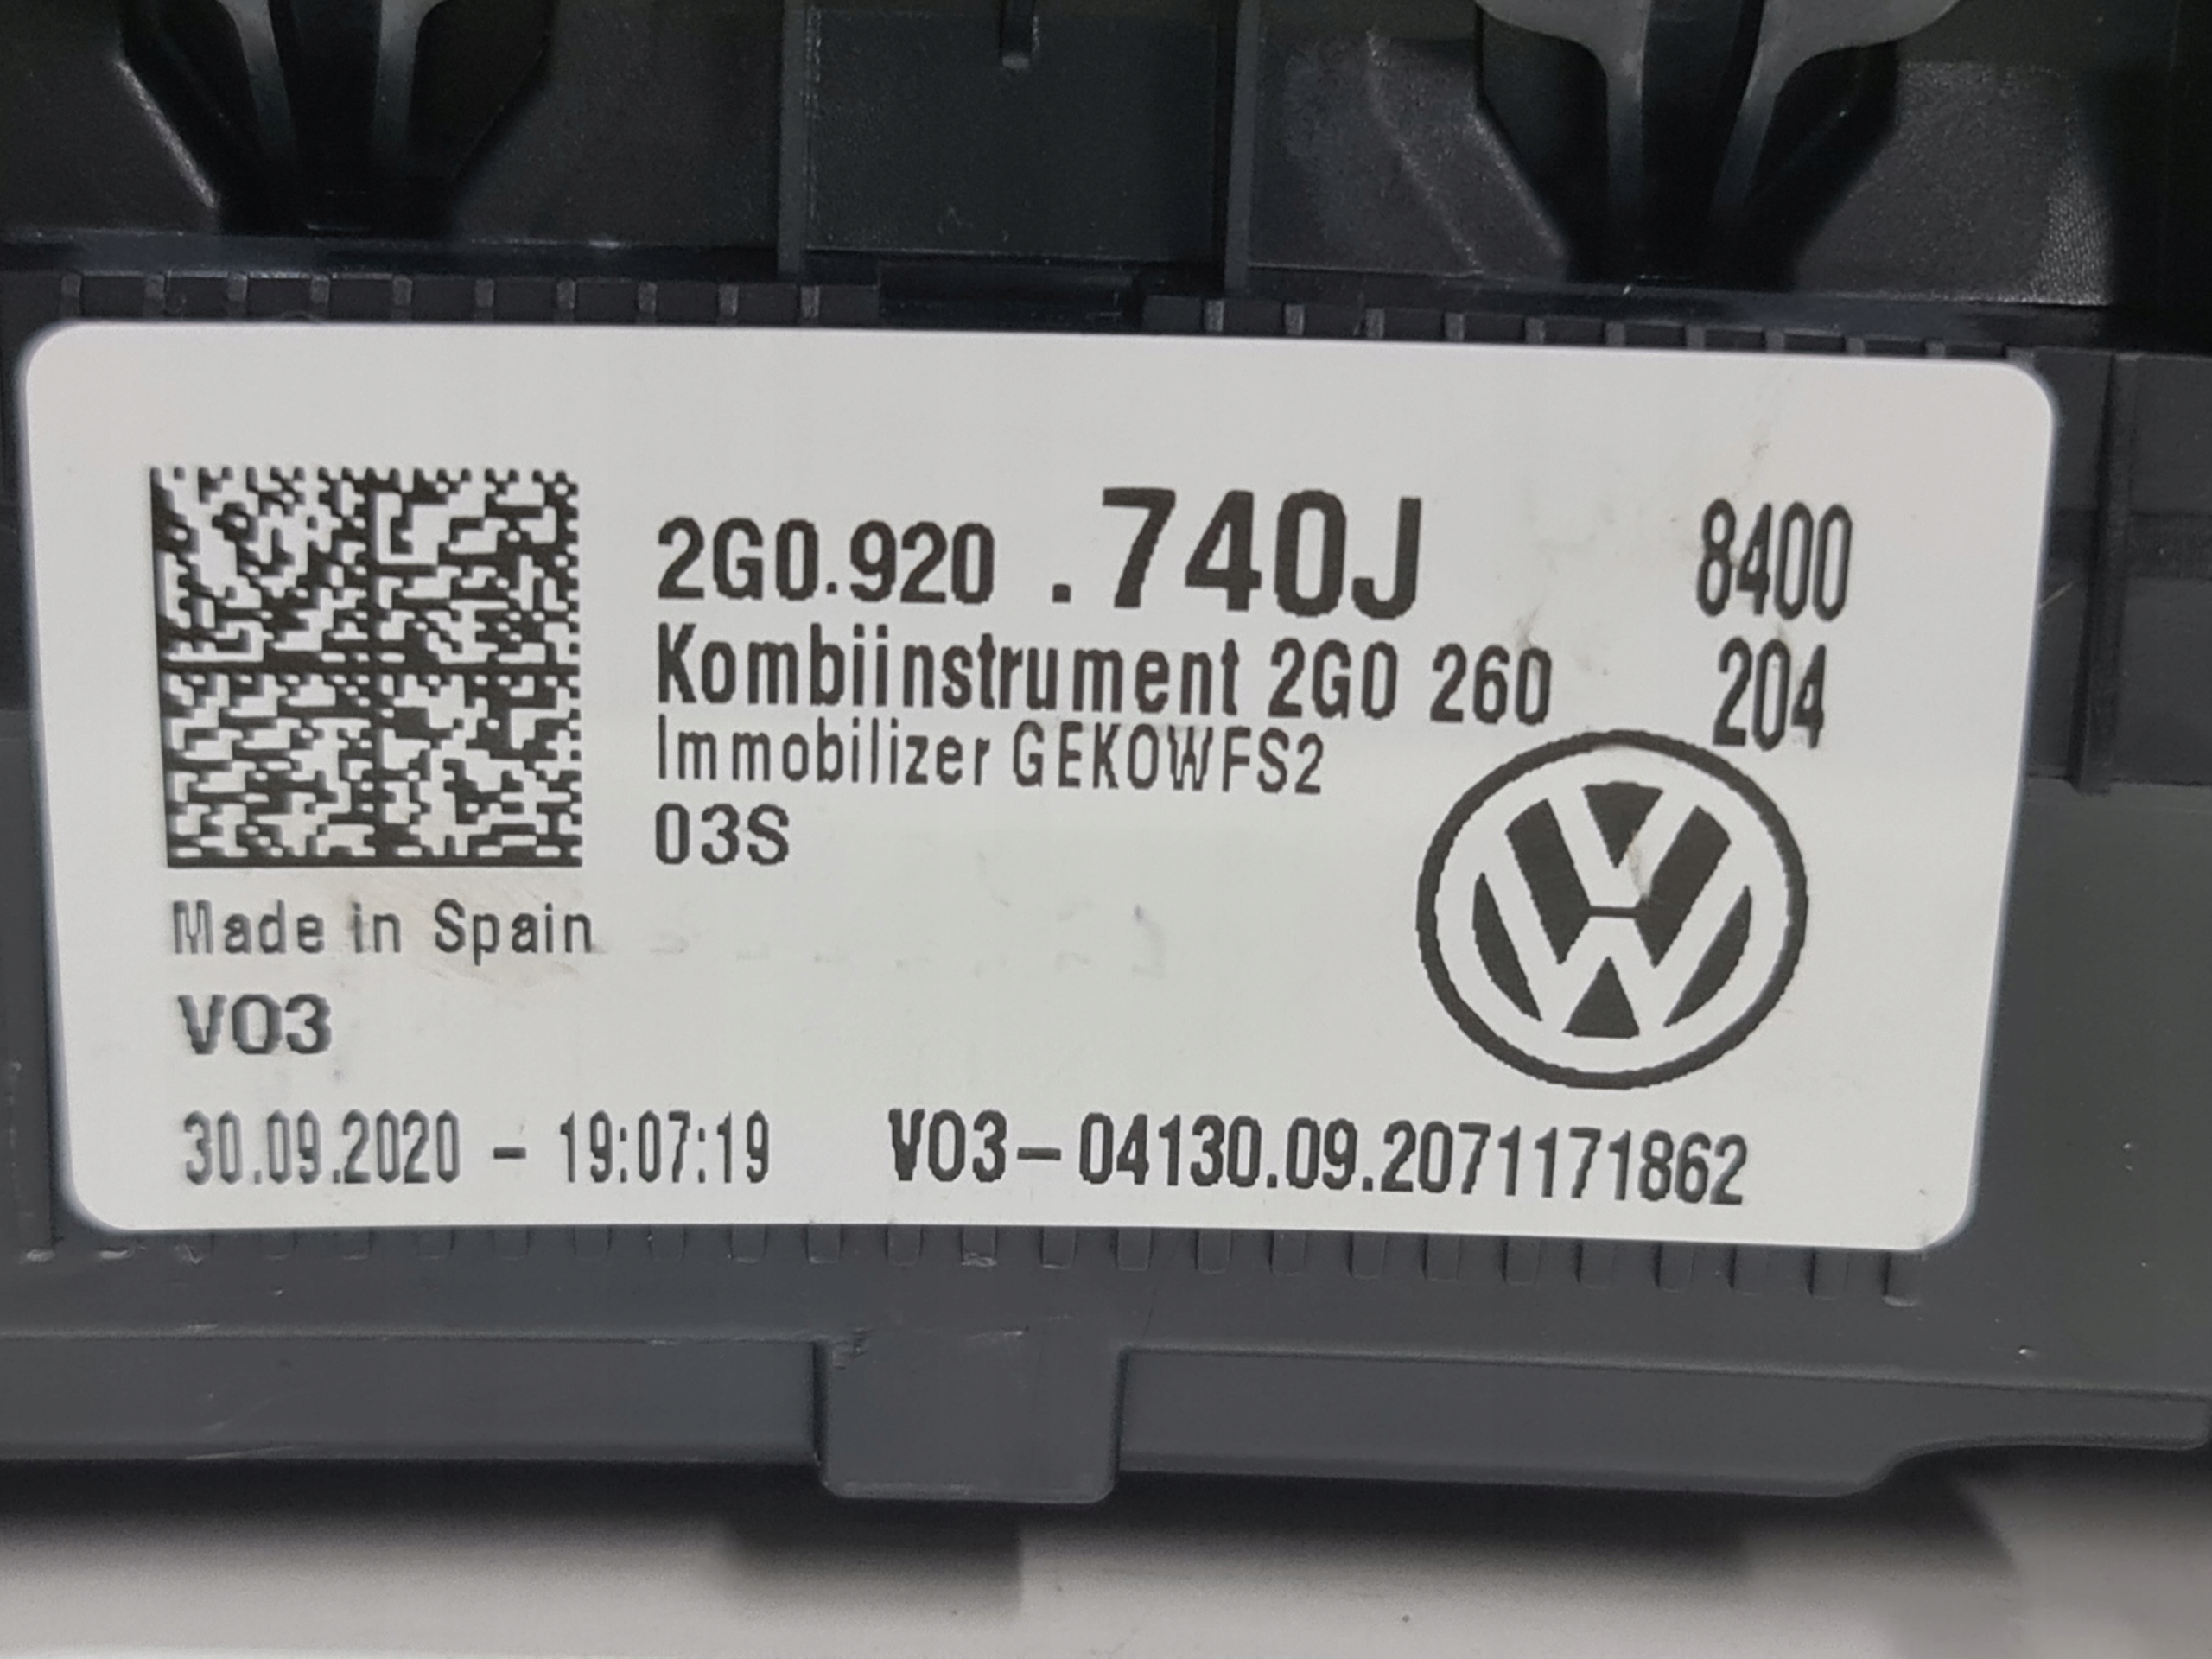 2G0.920 .740J 8400
Kombiinstrument 2G0 260 204
Immobilizer GEKOWFS2
03S
Made in Spain
V03
30.09.2020 - 19:07:19 V03-04130.09.2071171862